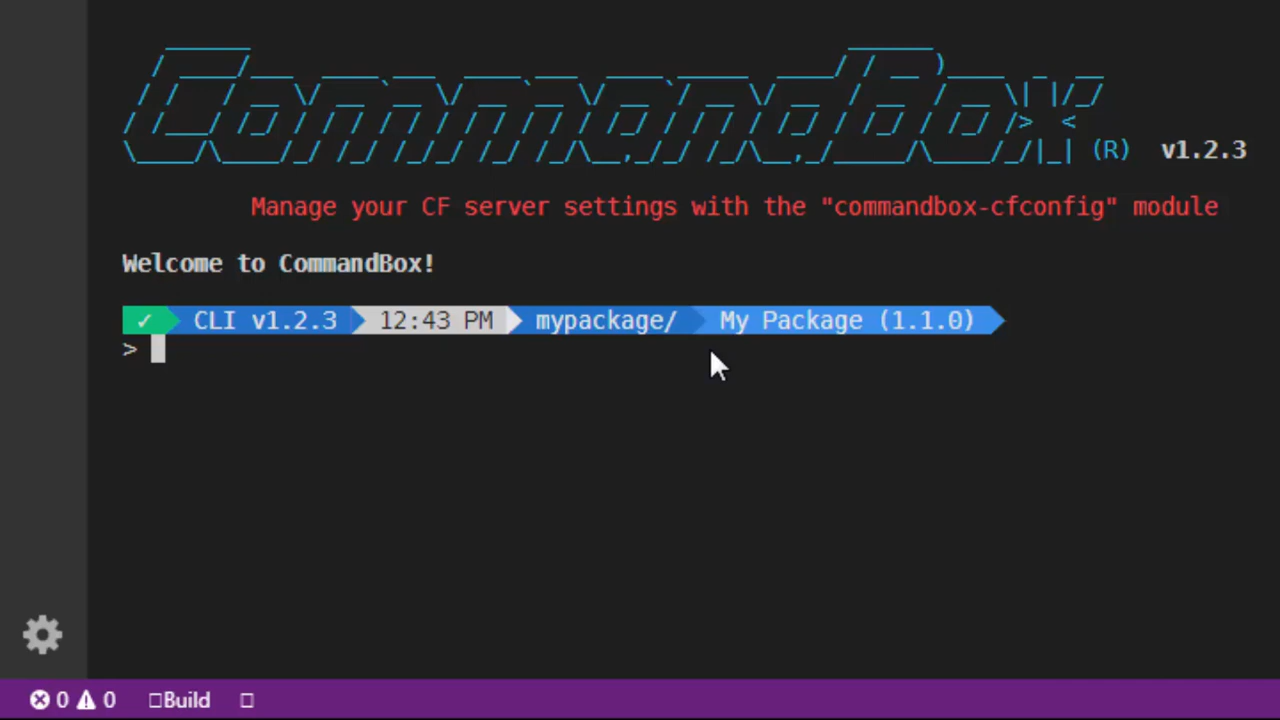 CommandBox (R) v1.2.3
Manage your CF server settings with the "commandbox-cfconfig" module
Welcome to CommandBox!
✓ CLI v1.2.3 12:43 PM mypackage/ My Package (1.1.0)
>
0 0 Build